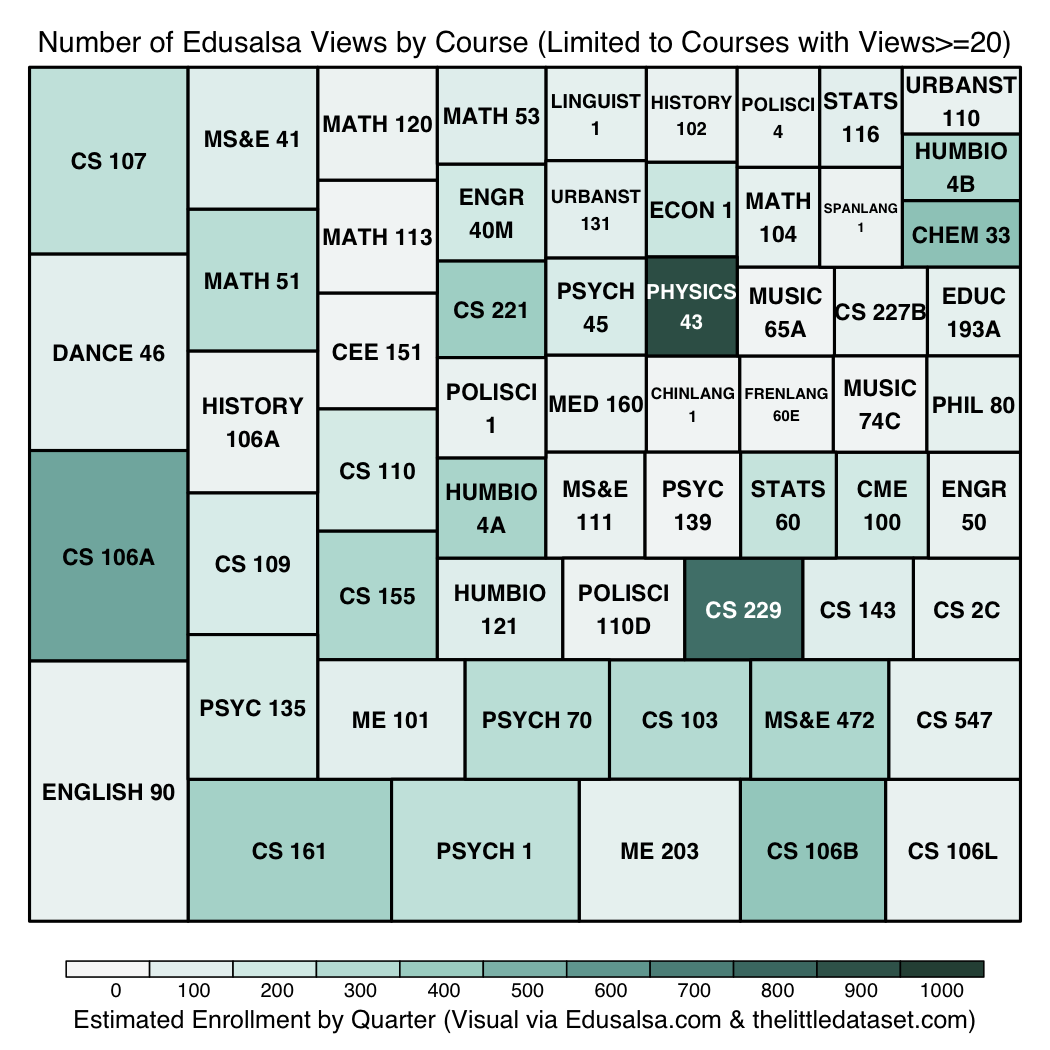 Number of Edusalsa Views by Course (Limited to Courses with Views>=20)
CS 107
DANCE 46
CS 106A
ENGLISH 90
MS&E 41
MATH 51
HISTORY
106A
CS 109
PSYC 135
MATH 120
MATH 113
CEE 151
CS 110
CS 155
MATH 53
ENGR
40M
CS 221
POLISCI
1
HUMBIO
4A
LINGUIST
1
URBANST
131
PSYCH
45
MED 160
MS&E
111
HISTORY
102
ECON 1
PHYSICS
43
CHINLANG
1
PSYC
139
POLISCI
4
STATS
116
URBANST
110
HUMBIO
4B
CHEM 33
MATH
104
SPANLANG
1
MUSIC
65A
CS 227B
EDUC
193A
FRENLANG
60E
MUSIC
74C
PHIL 80
STATS
60
CME
100
ENGR
50
HUMBIO
121
POLISCI
110D
CS 229
CS 143
CS 2C
ME 101
PSYCH 70
CS 103
MS&E 472
CS 547
CS 161
PSYCH 1
ME 203
CS 106B
CS 106L
0 100 200 300 400 500 600 700 800 900 1000
Estimated Enrollment by Quarter (Visual via Edusalsa.com & thelittledataset.com)